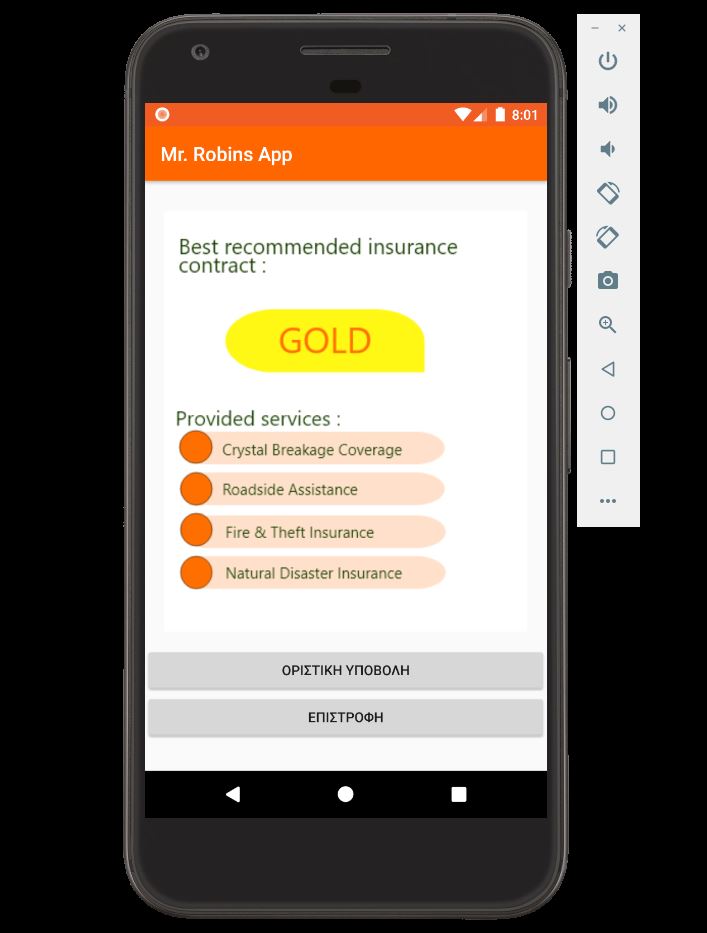 8:01
Mr. Robins App
Best recommended insurance
contract :
GOLD
Provided services :
Crystal Breakage Coverage
Roadside Assistance
Fire & Theft Insurance
Natural Disaster Insurance
ΟΡΙΣΤΙΚΗ ΥΠΟΒΟΛΗ
ΕΠΙΣΤΡΟΦΗ